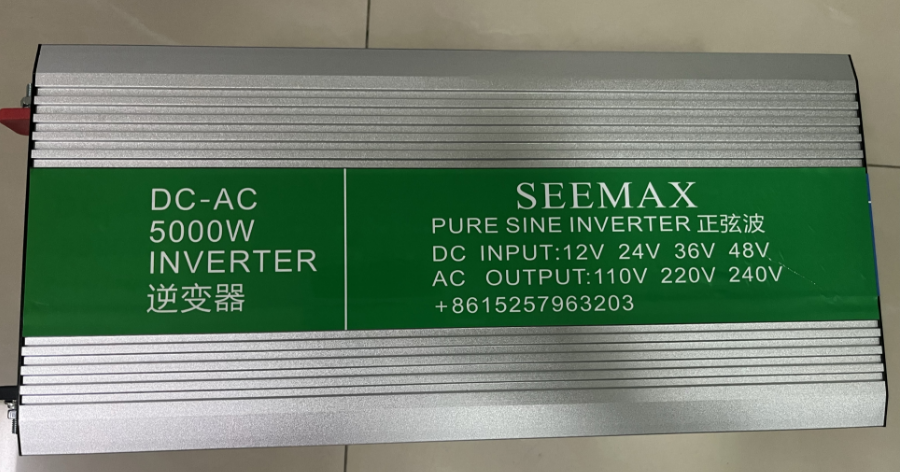 DC-AC
5000W
INVERTER
逆变器
SEEMAX
PURE SINE INVERTER 正弦波
DC INPUT:12V 24V 36V 48V
AC OUTPUT:110V 220V 240V
+8615257963203